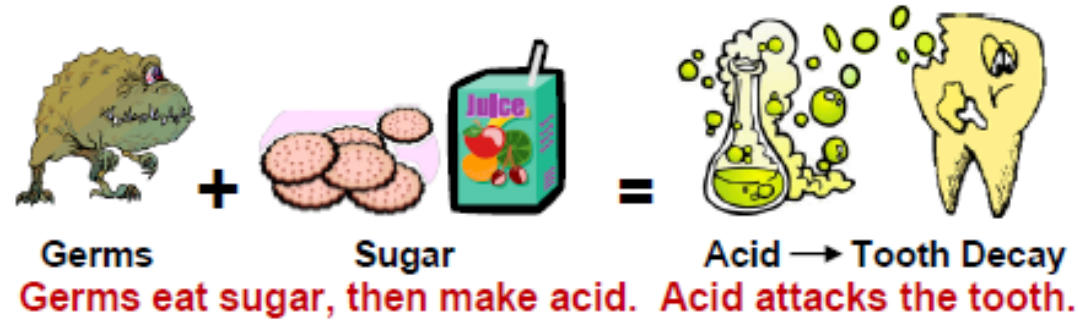 Juice
+ =
Germs Sugar Acid → Tooth Decay
Germs eat sugar, then make acid. Acid attacks the tooth.